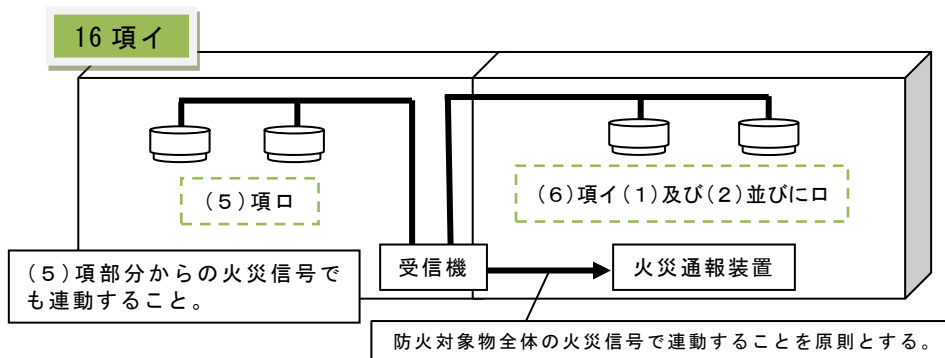 16項イ
(5)項ロ
(6)項イ(1)及び(2)並びにロ
(5)項部分からの火災信号で
も連動すること。
受信機
火災通報装置
防火対象物全体の火災信号で連動することを原則とする。